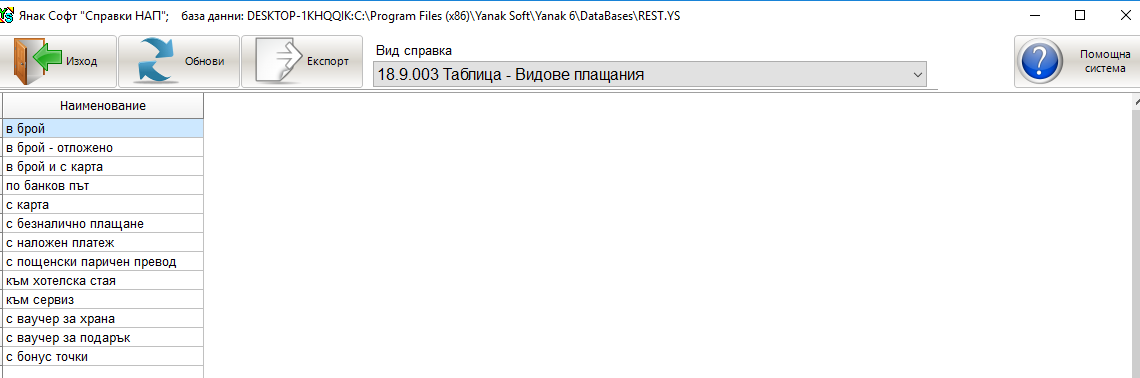 Янак Софт "Справки НАП"; база данни: DESKTOP-1KHQQIK:C:\Program Files (x86)\Yanak Soft\Yanak 6\DataBases\REST.YS
Изход
Обнови
Експорт
Вид справка
18.9.003 Таблица - Видове плащания
Помощна
система
Наименование
в брой
в брой - отложено
в брой и с карта
по банков път
с карта
с безналично плащане
с наложен платеж
с пощенски паричен превод
към хотелска стая
към сервиз
с ваучер за храна
с ваучер за подарък
с бонус точки